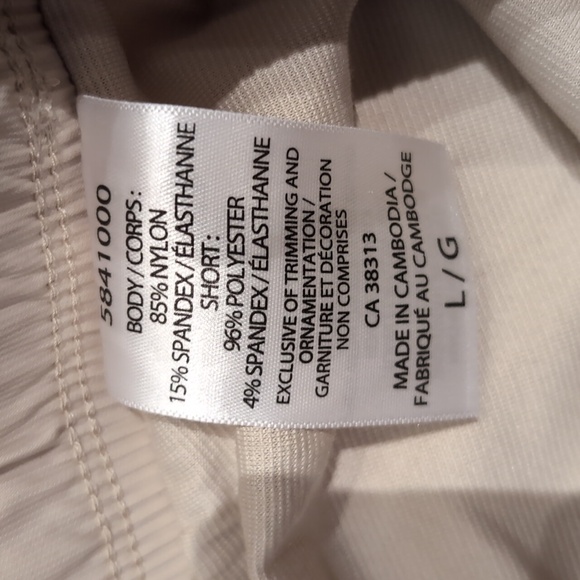 5841000
BODY/CORPS:
85% NYLON
15% SPANDEX/ÉLASTHANNE
SHORT:
96% POLYESTER
4% SPANDEX/ÉLASTHANNE
EXCLUSIVE OF TRIMMING AND
ORNAMENTATION/
GARNITURE ET DÉCORATION
NON COMPRISES
CA 38313
MADE IN CAMBODIA/
FABRIQUÉ AU CAMBODGE
L/G